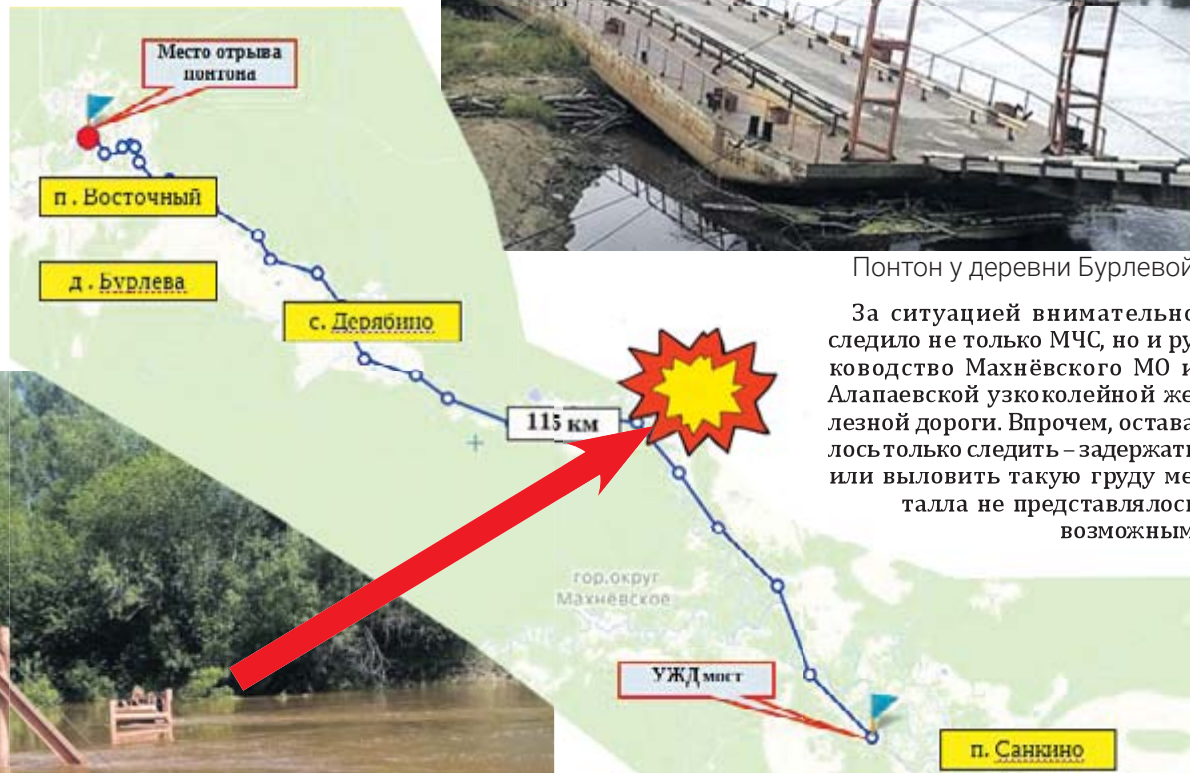 Место отрыва
понтона
п. Восточный
д. Бурлева
с. Дерябино
115 км
гор.округ
Махнёвское
УЖД мост
п. Санкино
Понтон у деревни Бурлевой
За ситуацией внимательно
следило не только МЧС, но и ру
ководство Махнёвского МО и
Алапаевской узкоколейной же
лезной дороги. Впрочем, остава
лось только следить – задержать
или выловить такую груду ме
талла не представлялось
возможным